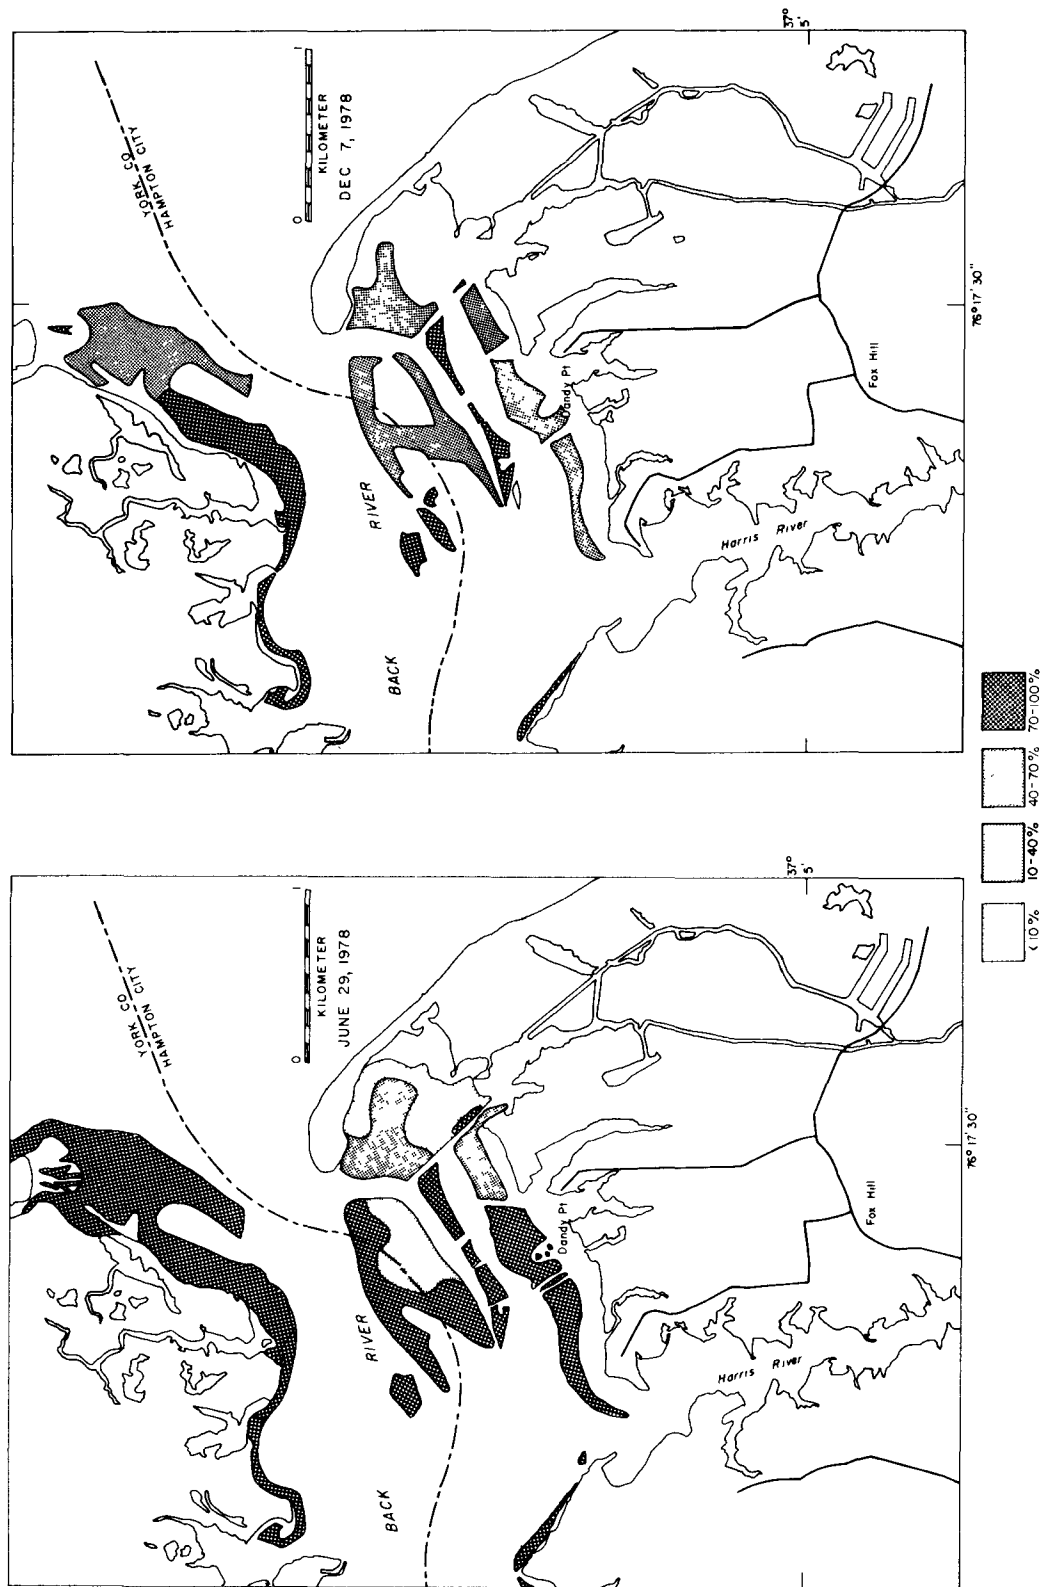 YORK CO
HAMPTON CITY
0
1
KILOMETER
DEC 7, 1978
37°
5'
RIVER
BACK
Dandy Pt
Harris River
Fox Hill
76° 17' 30"
YORK CO
HAMPTON CITY
0
1
KILOMETER
JUNE 29, 1978
37°
5'
RIVER
BACK
Dandy Pt
Harris River
Fox Hill
76° 17' 30"
<10%
10-40%
40-70%
70-100%